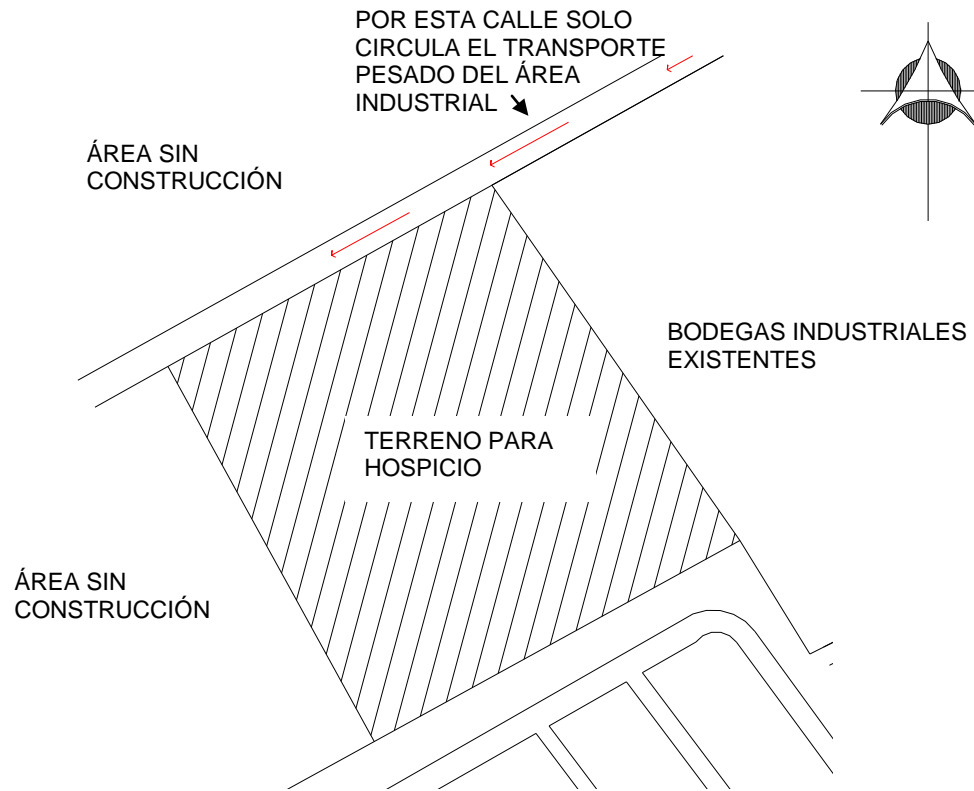 POR ESTA CALLE SOLO
CIRCULA EL TRANSPORTE
PESADO DEL ÁREA
INDUSTRIAL
ÁREA SIN
CONSTRUCCIÓN
BODEGAS INDUSTRIALES
EXISTENTES
TERRENO PARA
HOSPICIO
ÁREA SIN
CONSTRUCCIÓN